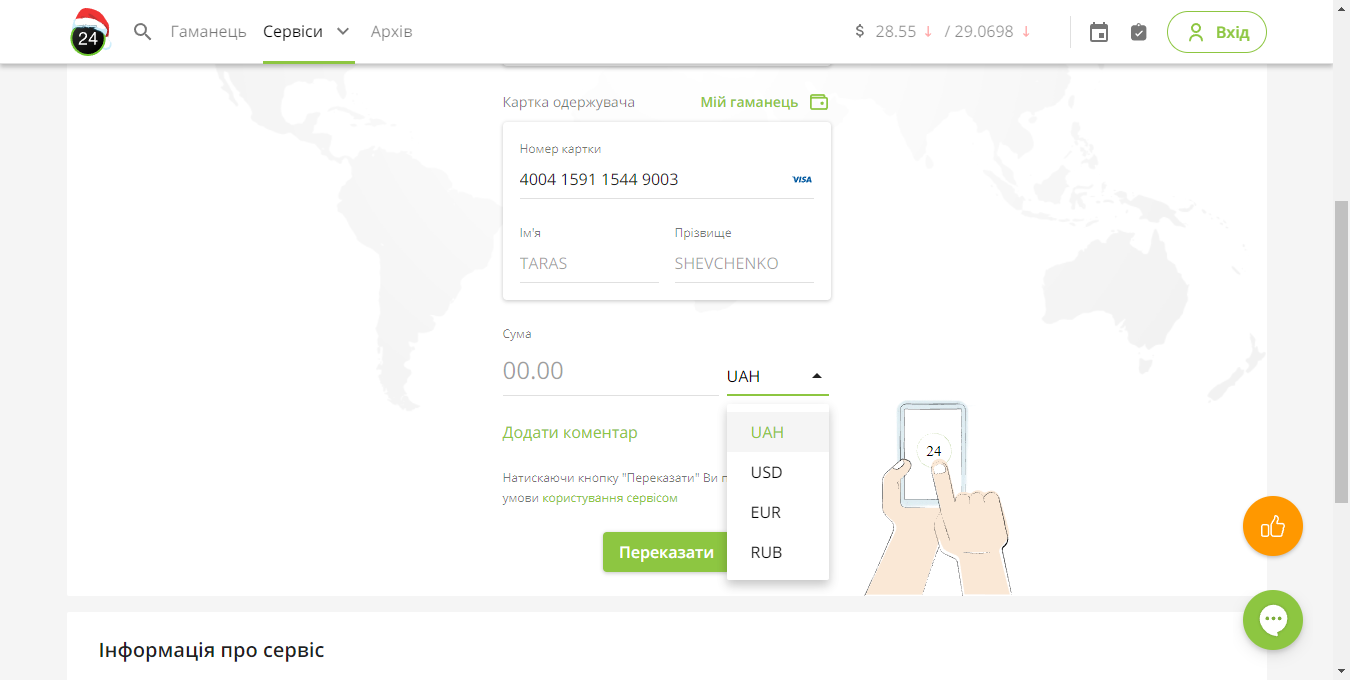 24
Гаманець Сервіси Архів
$ 28.55 ↓ / 29.0698 ↓
Вхід
Картка одержувача Мій гаманець
Номер картки
4004 1591 1544 9003 VISA
Ім'я Прізвище
TARAS SHEVCHENKO
Сума
00.00 UAH
Додати коментар
UAH
USD
EUR
RUB
Натискаючи кнопку "Переказати" Ви п
умови користування сервісом
Переказати
24
Інформація про сервіс